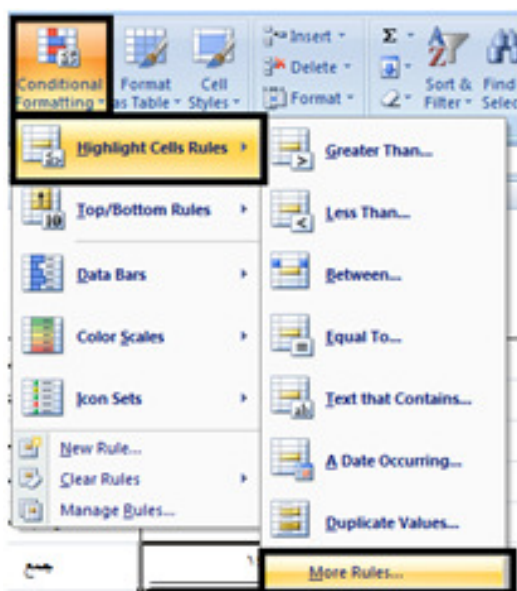 Conditional
Formatting
Format
as Table
Cell
Styles
Insert
Delete
Format
Σ
Sort &
Filter
Find
Selec
Highlight Cells Rules
Top/Bottom Rules
Data Bars
Color Scales
Icon Sets
New Rule...
Clear Rules
Manage Rules...
Greater Than...
Less Than...
Between...
Equal To...
Text that Contains...
A Date Occurring...
Duplicate Values...
More Rules...